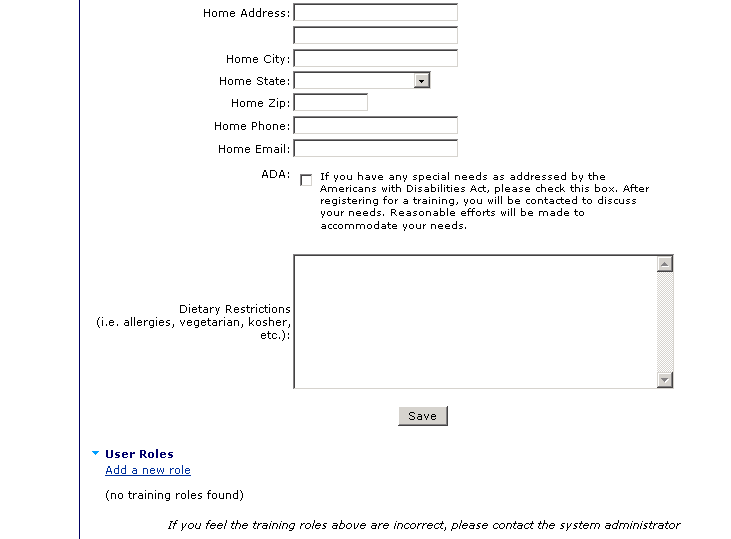 Home Address:
Home City:
Home State:
Home Zip:
Home Phone:
Home Email:
ADA:
If you have any special needs as addressed by the
Americans with Disabilities Act, please check this box. After
registering for a training, you will be contacted to discuss
your needs. Reasonable efforts will be made to
accommodate your needs.
Dietary Restrictions
(i.e. allergies, vegetarian, kosher,
etc.):
Save
User Roles
Add a new role
(no training roles found)
If you feel the training roles above are incorrect, please contact the system administrator